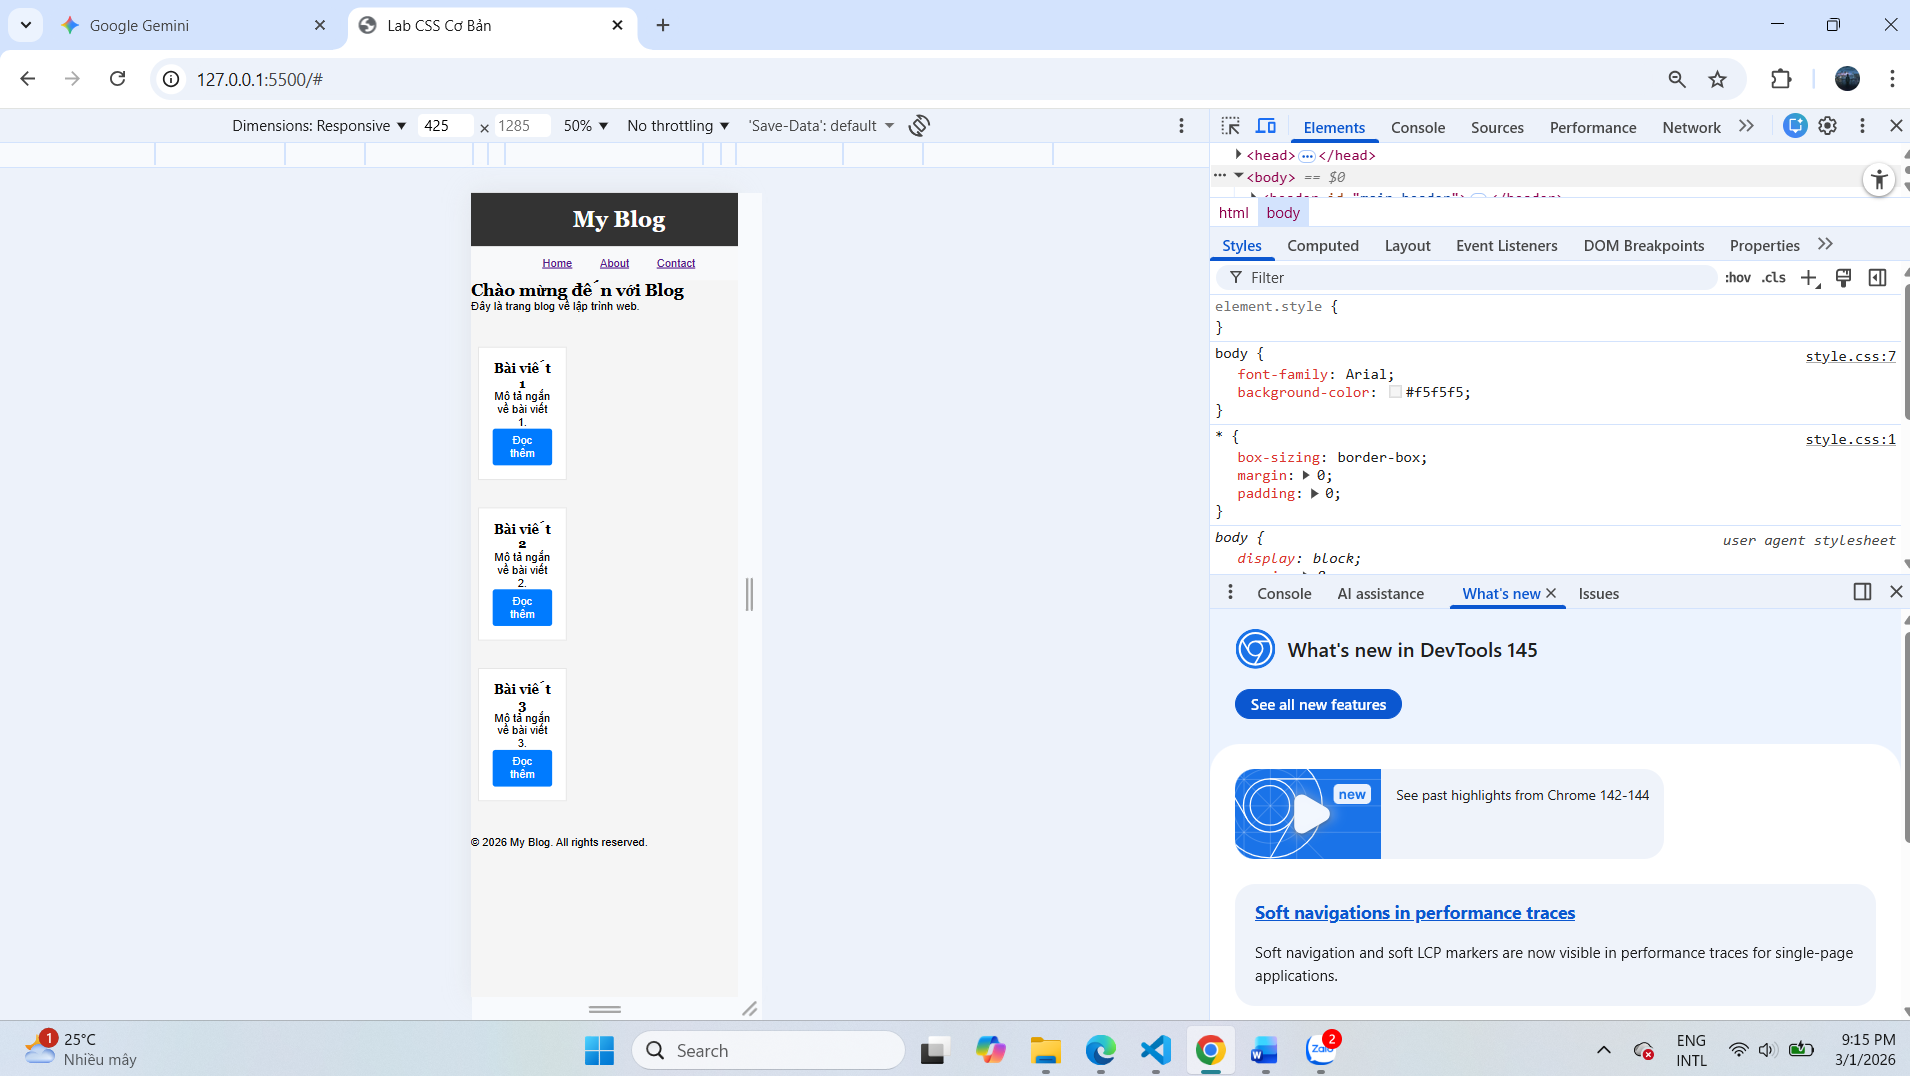 Google Gemini
Lab CSS Cơ Bản
127.0.0.1:5500/#
Dimensions: Responsive 425 × 1285 50% No throttling 'Save-Data': default
Elements Console Sources Performance Network
<head> ••• </head>
••• <body> == $0
html body
Styles Computed Layout Event Listeners DOM Breakpoints Properties
Filter :hov .cls
element.style {
}
body { style.css:7
font-family: Arial;
background-color: #f5f5f5;
}
* { style.css:1
box-sizing: border-box;
margin: 0;
padding: 0;
}
body { user agent stylesheet
display: block;
My Blog
Home About Contact
Chào mừng đến với Blog
Đây là trang blog về lập trình web.
Bài viết
1
Mô tả ngắn
về bài viết
1.
Đọc
thêm
Bài viết
2
Mô tả ngắn
về bài viết
2.
Đọc
thêm
Bài viết
3
Mô tả ngắn
về bài viết
3.
Đọc
thêm
© 2026 My Blog. All rights reserved.
Console AI assistance What's new Issues
What's new in DevTools 145
See all new features
new
See past highlights from Chrome 142-144
Soft navigations in performance traces
Soft navigation and soft LCP markers are now visible in performance traces for single-page
applications.
1
25°C
Nhiều mây
Search
Zalo
2
ENG
INTL
9:15 PM
3/1/2026